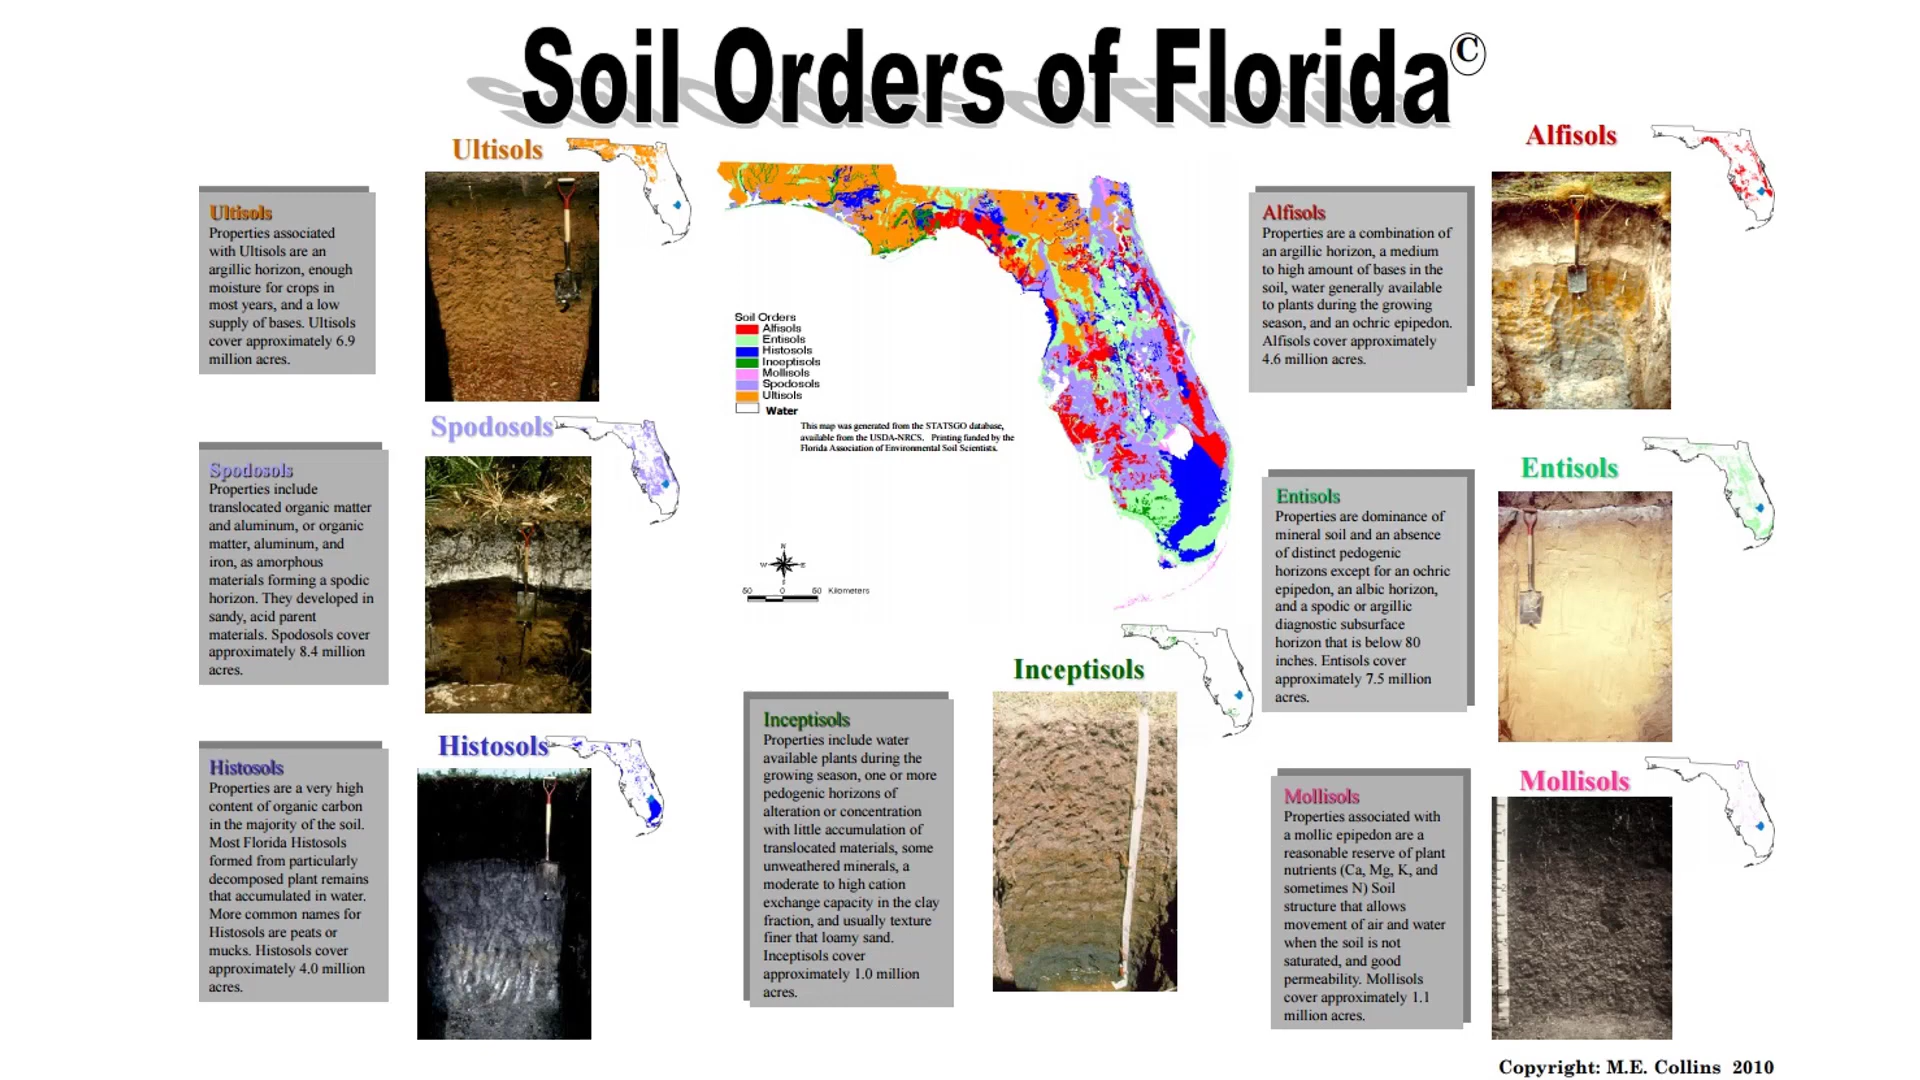 Soil Orders of Florida©
Ultisols
Ultisols
Properties associated
with Ultisols are an
argillic horizon, enough
moisture for crops in
most years, and a low
supply of bases. Ultisols
cover approximately 6.9
million acres.
Spodosols
Spodosols
Properties include
translocated organic matter
and aluminum, or organic
matter, aluminum, and
iron, as amorphous
materials forming a spodic
horizon. They developed in
sandy, acid parent
materials. Spodosols cover
approximately 8.4 million
acres.
Histosols
Histosols
Properties are a very high
content of organic carbon
in the majority of the soil.
Most Florida Histosols
formed from particularly
decomposed plant remains
that accumulated in water.
More common names for
Histosols are peats or
mucks. Histosols cover
approximately 4.0 million
acres.
Soil Orders
Alfisols
Entisols
Histosols
Inceptisols
Mollisols
Spodosols
Ultisols
Water
This map was generated from the STATSGO database,
available from the USDA-NRCS. Printing funded by the
Florida Association of Environmental Soil Scientists.
N
W E
S
50 0 50 Kilometers
Inceptisols
Inceptisols
Properties include water
available plants during the
growing season, one or more
pedogenic horizons of
alteration or concentration
with little accumulation of
translocated materials, some
unweathered minerals, a
moderate to high cation
exchange capacity in the clay
fraction, and usually texture
finer that loamy sand.
Inceptisols cover
approximately 1.0 million
acres.
Alfisols
Alfisols
Properties are a combination of
an argillic horizon, a medium
to high amount of bases in the
soil, water generally available
to plants during the growing
season, and an ochric epipedon.
Alfisols cover approximately
4.6 million acres.
Entisols
Entisols
Properties are dominance of
mineral soil and an absence
of distinct pedogenic
horizons except for an ochric
epipedon, an albic horizon,
and a spodic or argillic
diagnostic subsurface
horizon that is below 80
inches. Entisols cover
approximately 7.5 million
acres.
Mollisols
Mollisols
Properties associated with
a mollic epipedon are a
reasonable reserve of plant
nutrients (Ca, Mg, K, and
sometimes N) Soil
structure that allows
movement of air and water
when the soil is not
saturated, and good
permeability. Mollisols
cover approximately 1.1
million acres.
Copyright: M.E. Collins 2010